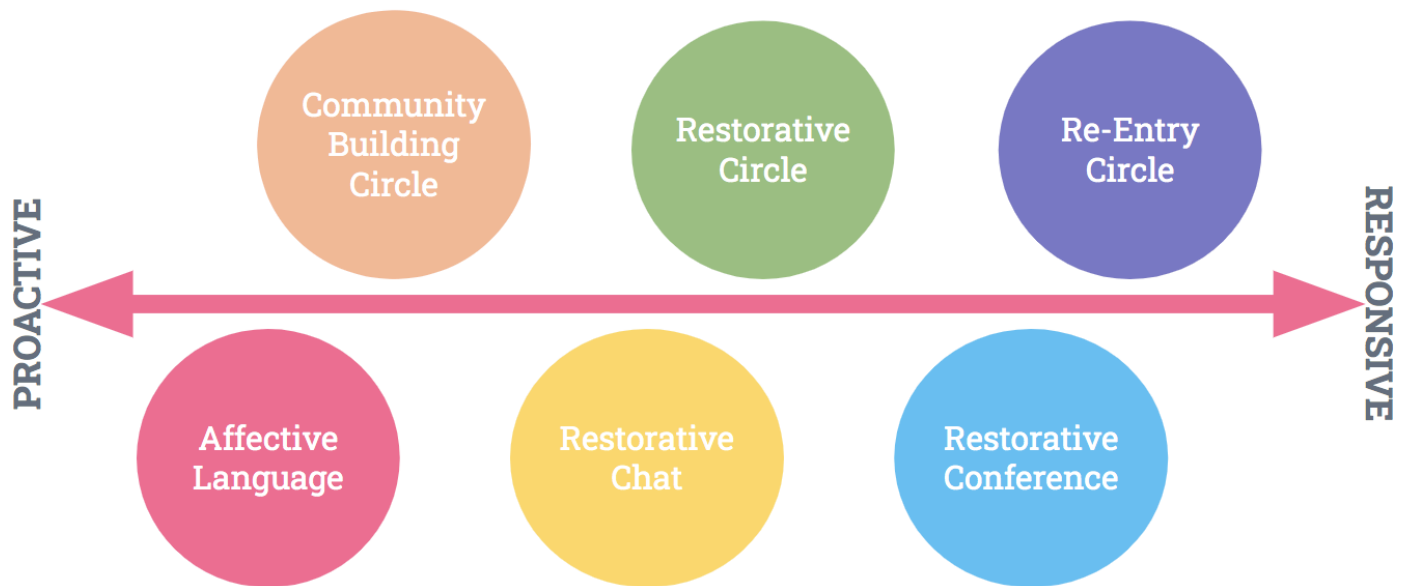 Community
Building
Circle
Restorative
Circle
Re-Entry
Circle
PROACTIVE
RESPONSIVE
Affective
Language
Restorative
Chat
Restorative
Conference